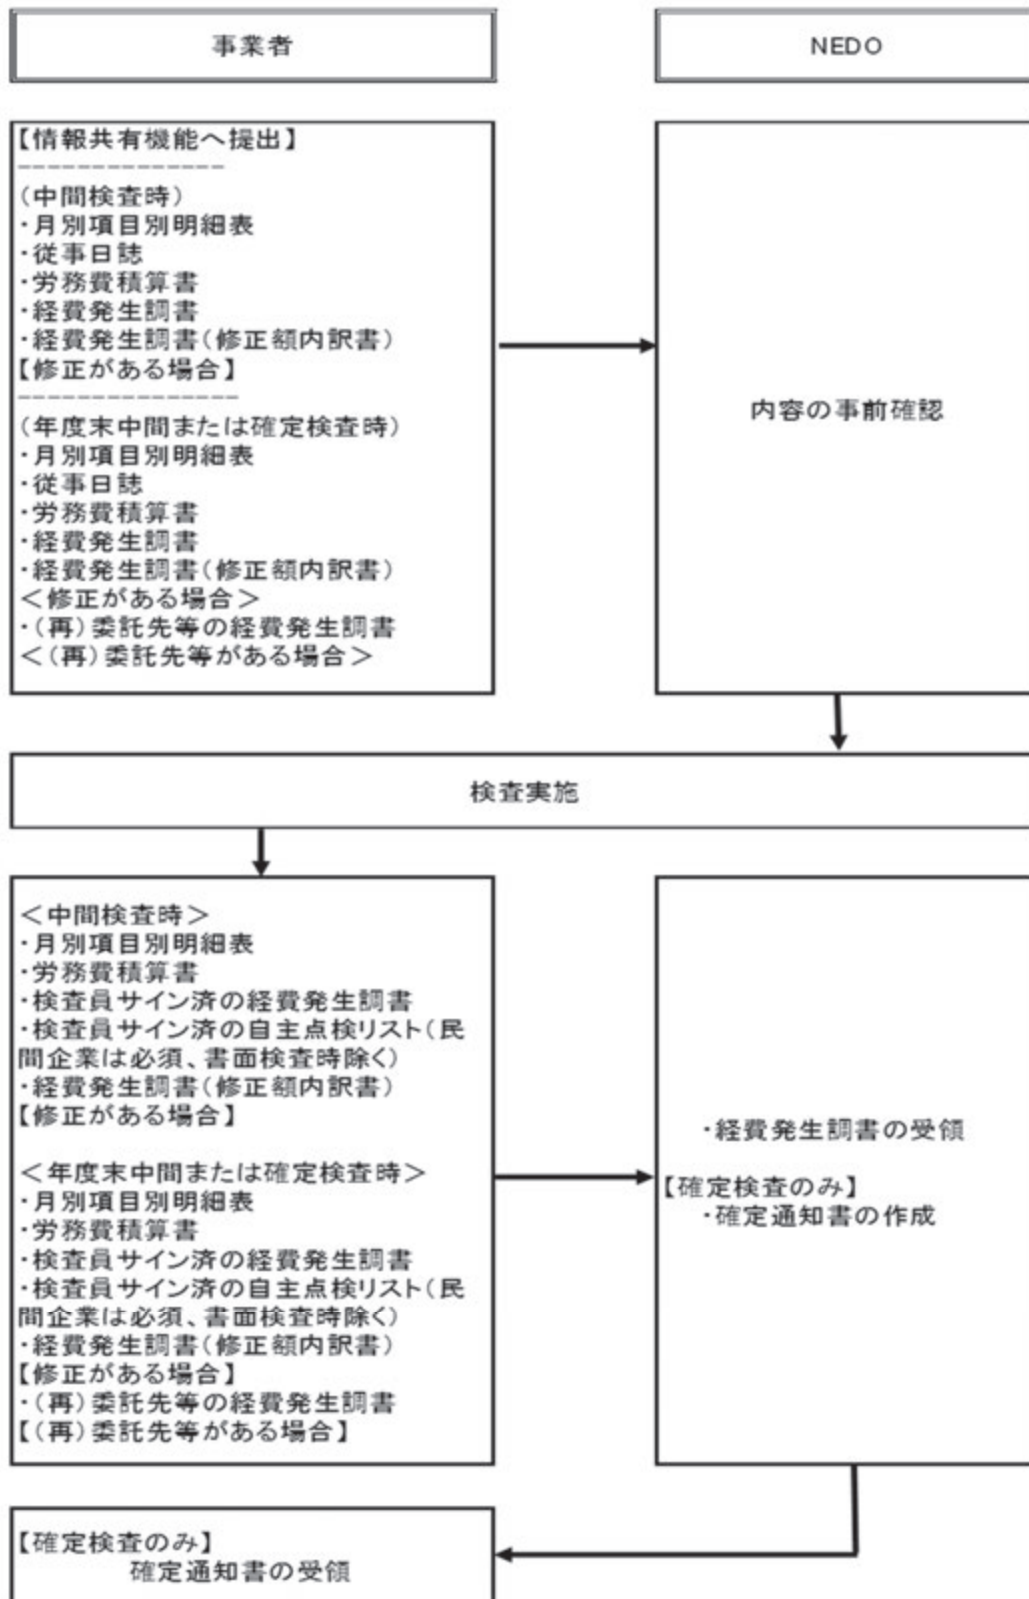 事業者
NEDO
【情報共有機能へ提出】
--------------
(中間検査時)
・月別項目別明細表
・従事日誌
・労務費積算書
・経費発生調書
・経費発生調書(修正額内訳書)
【修正がある場合】
---------------
(年度末中間または確定検査時)
・月別項目別明細表
・従事日誌
・労務費積算書
・経費発生調書
・経費発生調書(修正額内訳書)
＜修正がある場合＞
・(再)委託先等の経費発生調書
＜(再)委託先等がある場合＞
内容の事前確認
検査実施
＜中間検査時＞
・月別項目別明細表
・労務費積算書
・検査員サイン済の経費発生調書
・検査員サイン済の自主点検リスト(民
間企業は必須、書面検査時除く)
・経費発生調書(修正額内訳書)
【修正がある場合】
＜年度末中間または確定検査時＞
・月別項目別明細表
・労務費積算書
・検査員サイン済の経費発生調書
・検査員サイン済の自主点検リスト(民
間企業は必須、書面検査時除く)
・経費発生調書(修正額内訳書)
【修正がある場合】
・(再)委託先等の経費発生調書
【(再)委託先等がある場合】
・経費発生調書の受領
【確定検査のみ】
・確定通知書の作成
【確定検査のみ】
確定通知書の受領